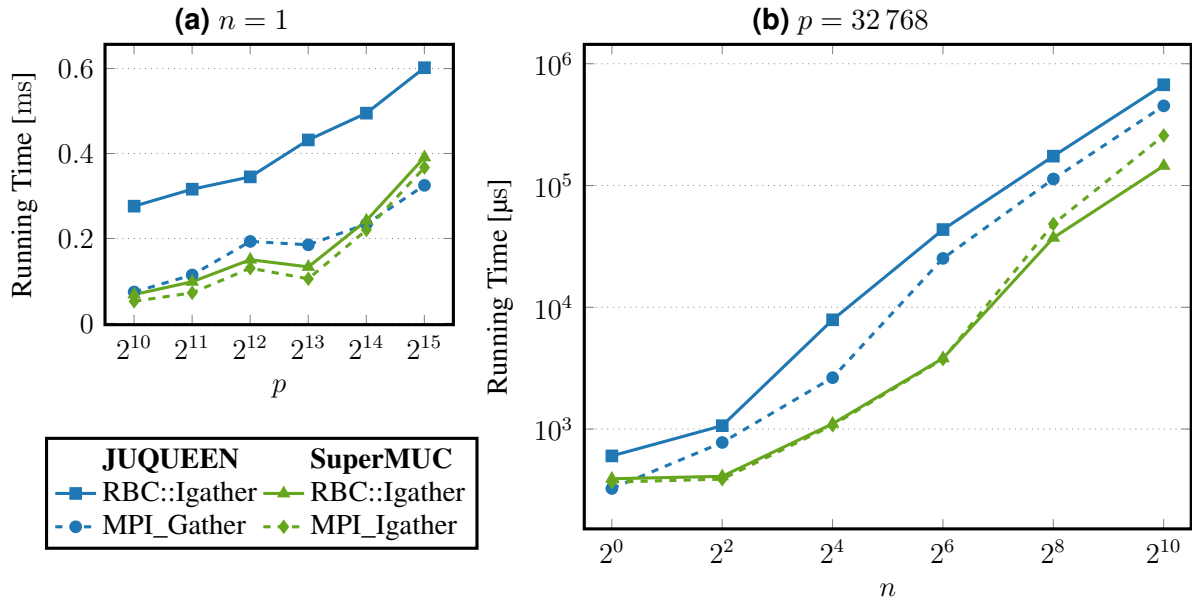 (a) n = 1
Running Time [ms]
0.6
0.4
0.2
0
2^10 2^11 2^12 2^13 2^14 2^15
p
JUQUEEN SuperMUC
RBC::Igather RBC::Igather
MPI_Gather MPI_Igather
(b) p = 32 768
Running Time [µs]
10^6
10^5
10^4
10^3
2^0 2^2 2^4 2^6 2^8 2^10
n